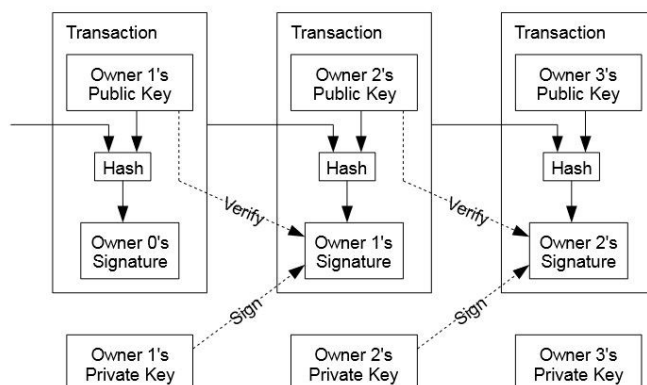 Transaction
Owner 1's
Public Key
Hash
Owner 0's
Signature
Transaction
Owner 2's
Public Key
Hash
Verify
Owner 1's
Signature
Transaction
Owner 3's
Public Key
Hash
Verify
Owner 2's
Signature
Sign
Sign
Owner 1's
Private Key
Owner 2's
Private Key
Owner 3's
Private Key